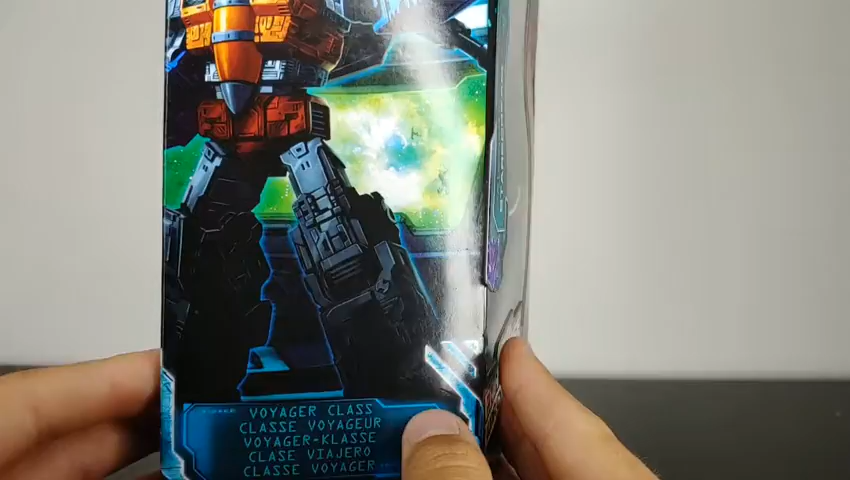 VOYAGER CLASS
CLASSE VOYAGEUR
VOYAGER-KLASSE
CLASE VIAJERO
CLASSE VOYAGER